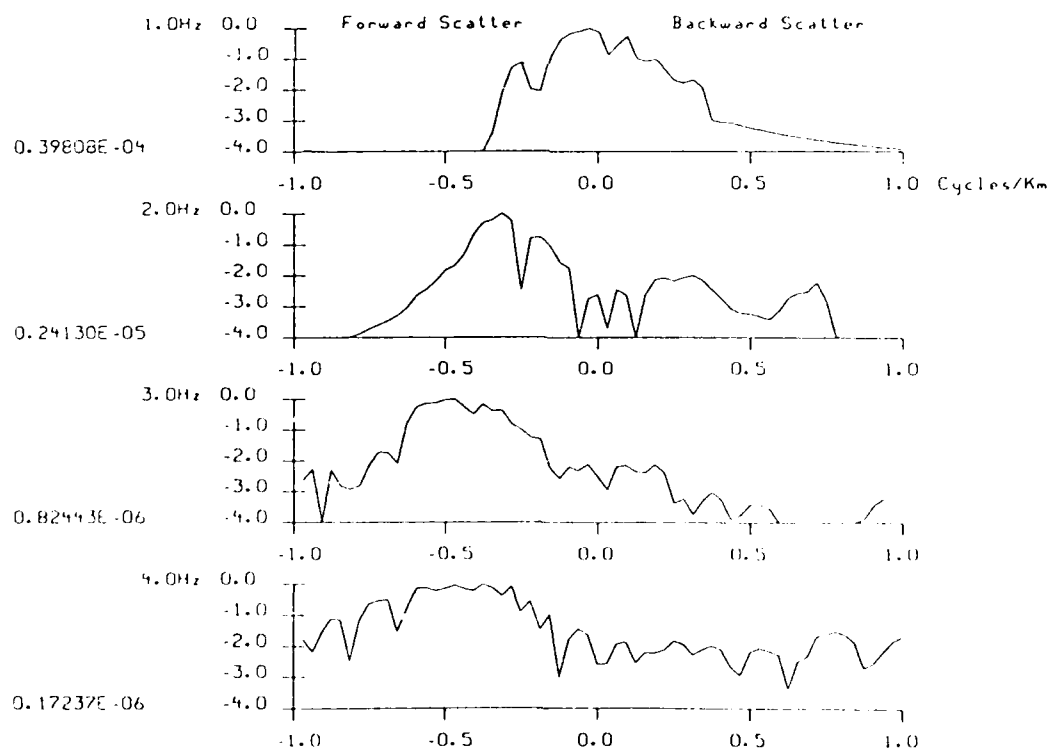 1.0Hz 0.0 Forward Scatter Backward Scatter
-1.0
-2.0
-3.0
0.39808E-04 -4.0
-1.0 -0.5 0.0 0.5 1.0 Cycles/Km
2.0Hz 0.0
-1.0
-2.0
-3.0
0.24130E-05 -4.0
-1.0 -0.5 0.0 0.5 1.0
3.0Hz 0.0
-1.0
-2.0
-3.0
0.82443E-06 -4.0
-1.0 -0.5 0.0 0.5 1.0
4.0Hz 0.0
-1.0
-2.0
-3.0
0.17237E-06 -4.0
-1.0 -0.5 0.0 0.5 1.0